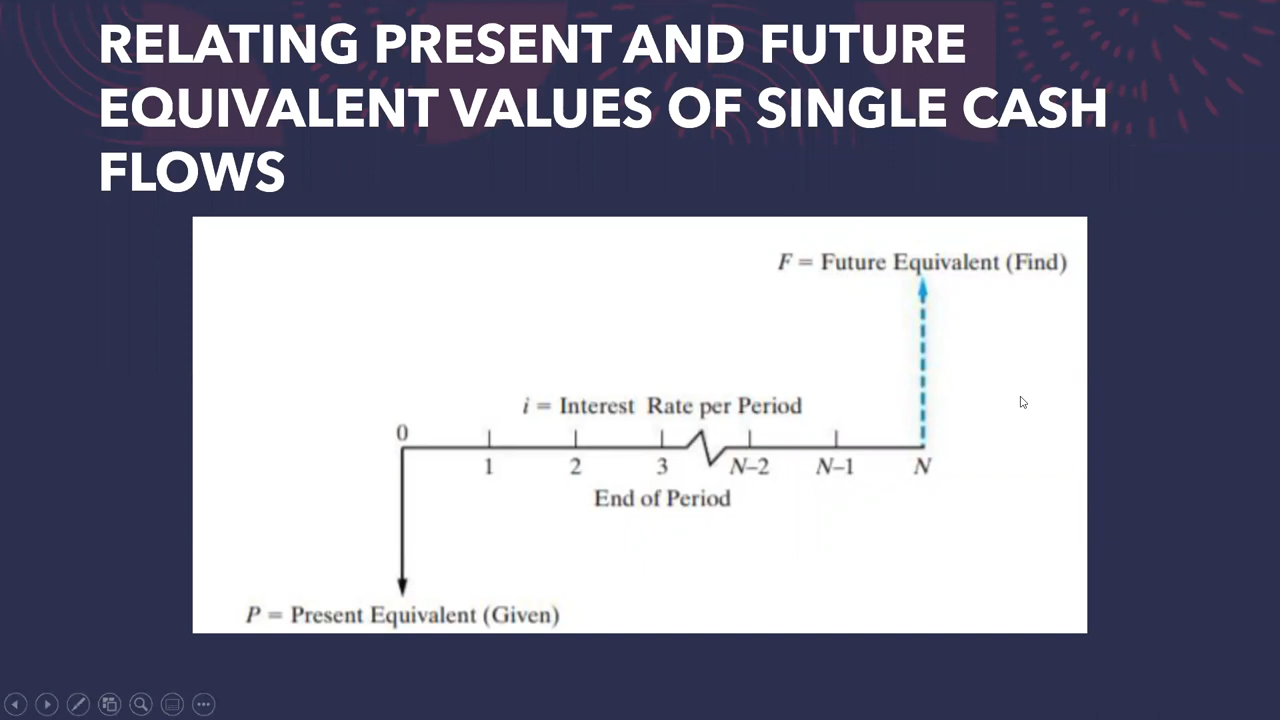 RELATING PRESENT AND FUTURE
EQUIVALENT VALUES OF SINGLE CASH
FLOWS
F = Future Equivalent (Find)
i = Interest Rate per Period
0
1 2 3 N–2 N–1 N
End of Period
P = Present Equivalent (Given)